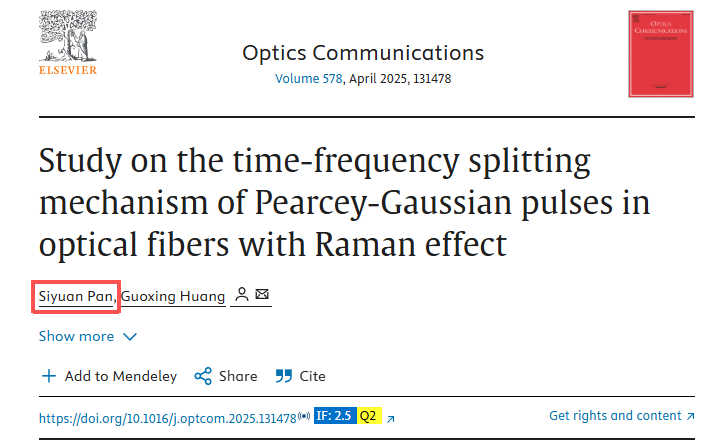 ELSEVIER
Optics Communications
Volume 578, April 2025, 131478
OPTICS
COMMUNICATIONS
Study on the time-frequency splitting
mechanism of Pearcey-Gaussian pulses in
optical fibers with Raman effect
Siyuan Pan, Guoxing Huang
Show more
Add to Mendeley Share Cite
https://doi.org/10.1016/j.optcom.2025.131478 IF: 2.5 Q2
Get rights and content